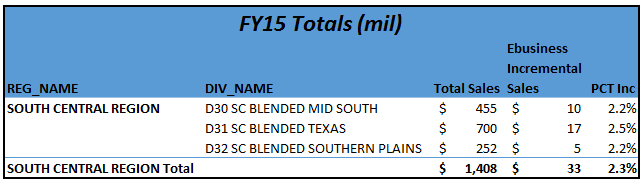 FY15 Totals (mil)
Ebusiness
Incremental
REG_NAME DIV_NAME Total Sales Sales PCT Inc
SOUTH CENTRAL REGION D30 SC BLENDED MID SOUTH $ 455 $ 10 2.2%
D31 SC BLENDED TEXAS $ 700 $ 17 2.5%
D32 SC BLENDED SOUTHERN PLAINS $ 252 $ 5 2.2%
SOUTH CENTRAL REGION Total $ 1,408 $ 33 2.3%